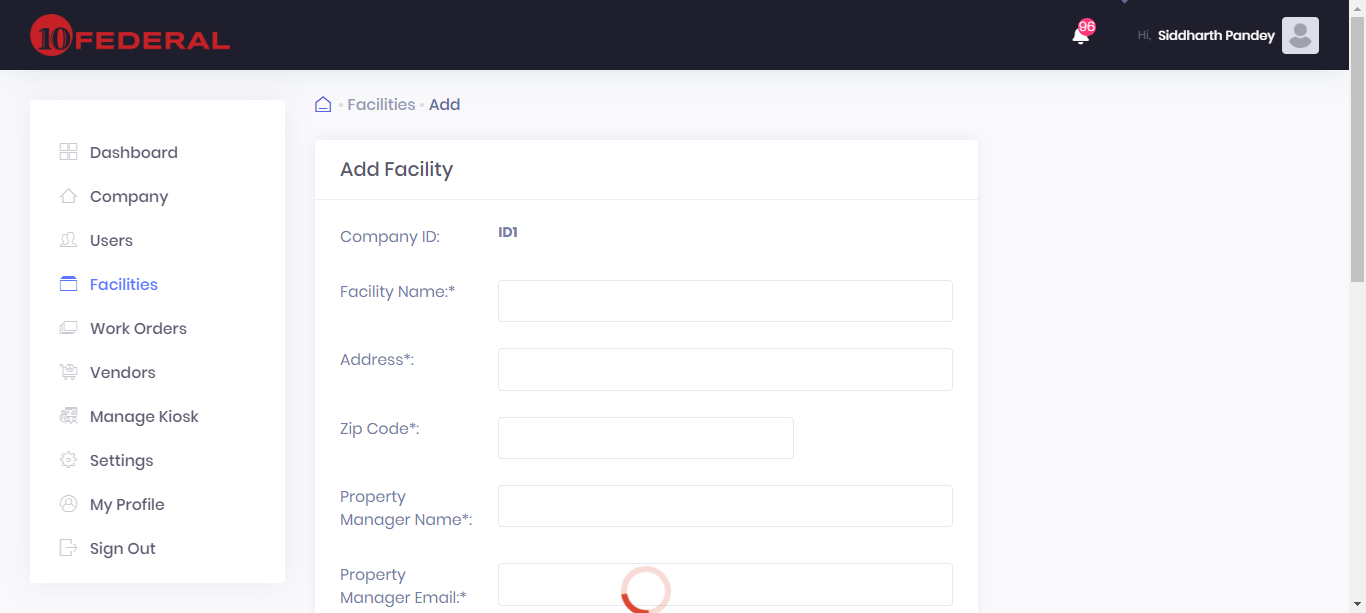 10 FEDERAL
96
Hi, Siddharth Pandey
Facilities Add
Dashboard
Company
Users
Facilities
Work Orders
Vendors
Manage Kiosk
Settings
My Profile
Sign Out
Add Facility
Company ID: ID1
Facility Name:*
Address*:
Zip Code*:
Property
Manager Name*:
Property
Manager Email:*